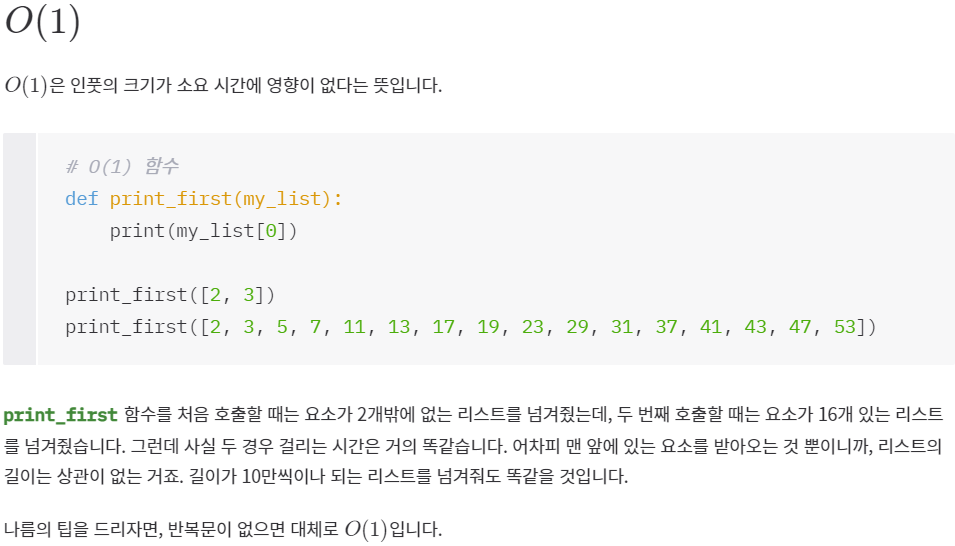 O(1)
O(1)은 인풋의 크기가 소요 시간에 영향이 없다는 뜻입니다.
# O(1) 함수
def print_first(my_list):
    print(my_list[0])
print_first([2, 3])
print_first([2, 3, 5, 7, 11, 13, 17, 19, 23, 29, 31, 37, 41, 43, 47, 53])
print_first 함수를 처음 호출할 때는 요소가 2개밖에 없는 리스트를 넘겨줬는데, 두 번째 호출할 때는 요소가 16개 있는 리스트
를 넘겨줬습니다. 그런데 사실 두 경우 걸리는 시간은 거의 똑같습니다. 어차피 맨 앞에 있는 요소를 받아오는 것 뿐이니까, 리스트의
길이는 상관이 없는 거죠. 길이가 10만씩이나 되는 리스트를 넘겨줘도 똑같을 것입니다.
나름의 팁을 드리자면, 반복문이 없으면 대체로 O(1)입니다.